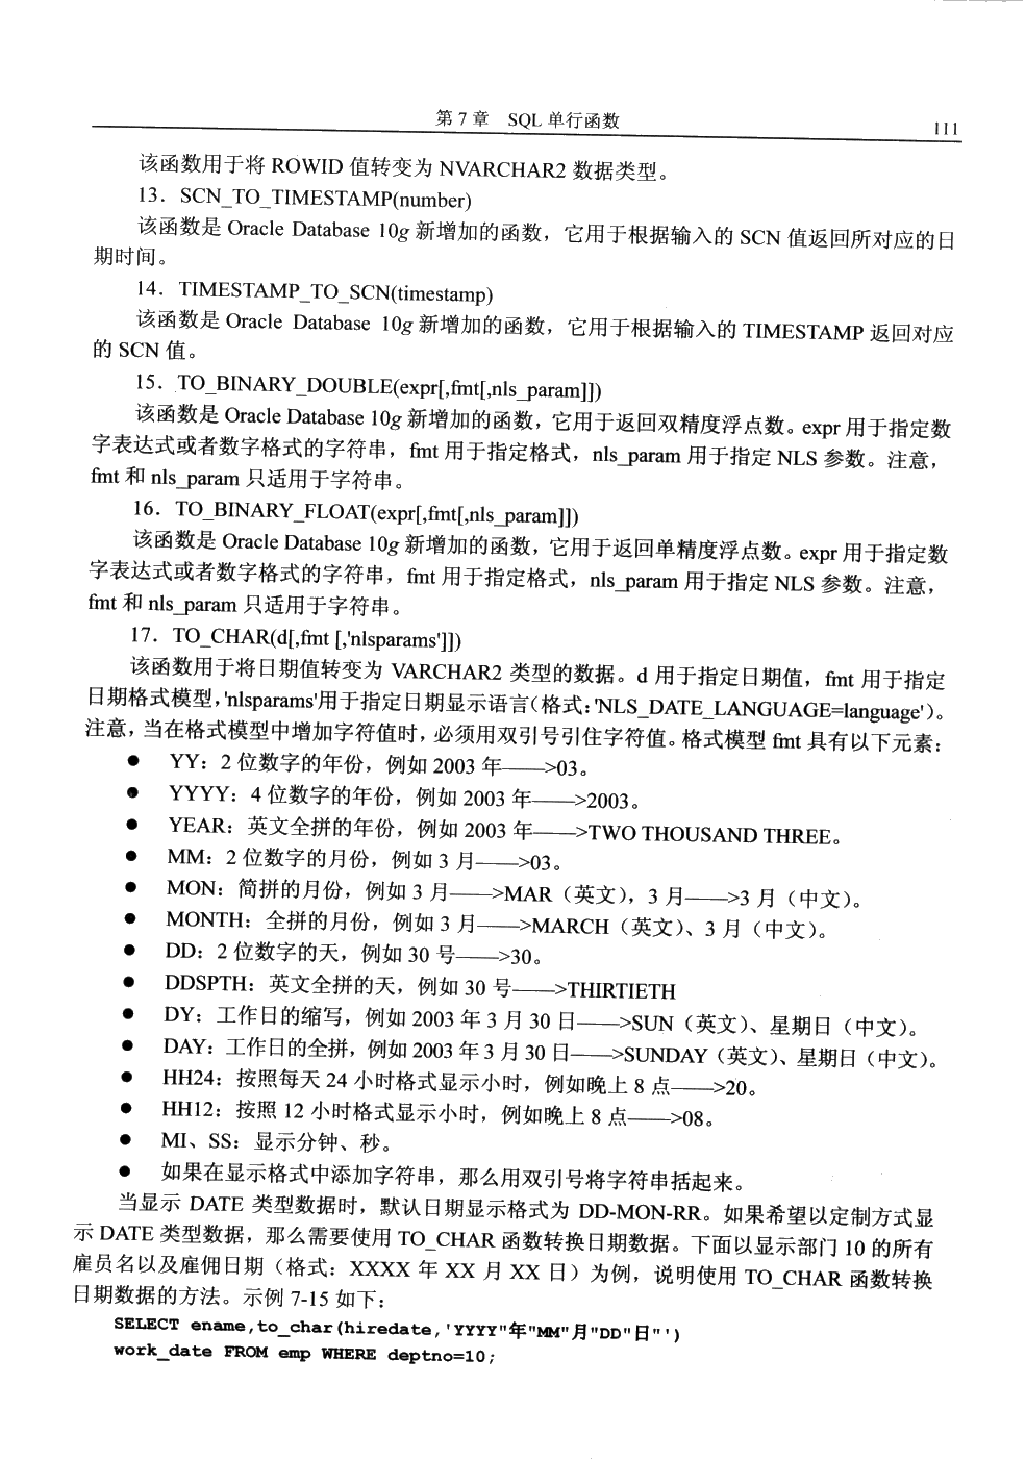 第 7 章 SQL 单行函数
111
该函数用于将 ROWID 值转变为 NVARCHAR2 数据类型。
13．SCN_TO_TIMESTAMP(number)
该函数是 Oracle Database 10g 新增加的函数，它用于根据输入的 SCN 值返回所对应的日
期时间。
14．TIMESTAMP_TO_SCN(timestamp)
该函数是 Oracle Database 10g 新增加的函数，它用于根据输入的 TIMESTAMP 返回对应
的 SCN 值。
15．TO_BINARY_DOUBLE(expr[,fmt[,nls_param]])
该函数是 Oracle Database 10g 新增加的函数，它用于返回双精度浮点数。expr 用于指定数
字表达式或者数字格式的字符串，fmt 用于指定格式，nls_param 用于指定 NLS 参数。注意，
fmt 和 nls_param 只适用于字符串。
16．TO_BINARY_FLOAT(expr[,fmt[,nls_param]])
该函数是 Oracle Database 10g 新增加的函数，它用于返回单精度浮点数。expr 用于指定数
字表达式或者数字格式的字符串，fmt 用于指定格式，nls_param 用于指定 NLS 参数。注意，
fmt 和 nls_param 只适用于字符串。
17．TO_CHAR(d[,fmt [,'nlsparams']])
该函数用于将日期值转变为 VARCHAR2 类型的数据。d 用于指定日期值，fmt 用于指定
日期格式模型，'nlsparams'用于指定日期显示语言（格式：'NLS_DATE_LANGUAGE=language'）。
注意，当在格式模型中增加字符值时，必须用双引号引住字符值。格式模型 fmt 具有以下元素：
● YY：2 位数字的年份，例如 2003 年——>03。
● YYYY：4 位数字的年份，例如 2003 年——>2003。
● YEAR：英文全拼的年份，例如 2003 年——>TWO THOUSAND THREE。
● MM：2 位数字的月份，例如 3 月——>03。
● MON：简拼的月份，例如 3 月——>MAR（英文），3 月——>3 月（中文）。
● MONTH：全拼的月份，例如 3 月——>MARCH（英文）、3 月（中文）。
● DD：2 位数字的天，例如 30 号——>30。
● DDSPTH：英文全拼的天，例如 30 号——>THIRTIETH
● DY：工作日的缩写，例如 2003 年 3 月 30 日——>SUN（英文）、星期日（中文）。
● DAY：工作日的全拼，例如 2003 年 3 月 30 日——>SUNDAY（英文）、星期日（中文）。
● HH24：按照每天 24 小时格式显示小时，例如晚上 8 点——>20。
● HH12：按照 12 小时格式显示小时，例如晚上 8 点——>08。
● MI、SS：显示分钟、秒。
● 如果在显示格式中添加字符串，那么用双引号将字符串括起来。
当显示 DATE 类型数据时，默认日期显示格式为 DD-MON-RR。如果希望以定制方式显
示 DATE 类型数据，那么需要使用 TO_CHAR 函数转换日期数据。下面以显示部门 10 的所有
雇员名以及雇佣日期（格式：XXXX 年 XX 月 XX 日）为例，说明使用 TO_CHAR 函数转换
日期数据的方法。示例 7-15 如下：
SELECT ename,to_char(hiredate,'YYYY"年"MM"月"DD"日"')
work_date FROM emp WHERE deptno=10;